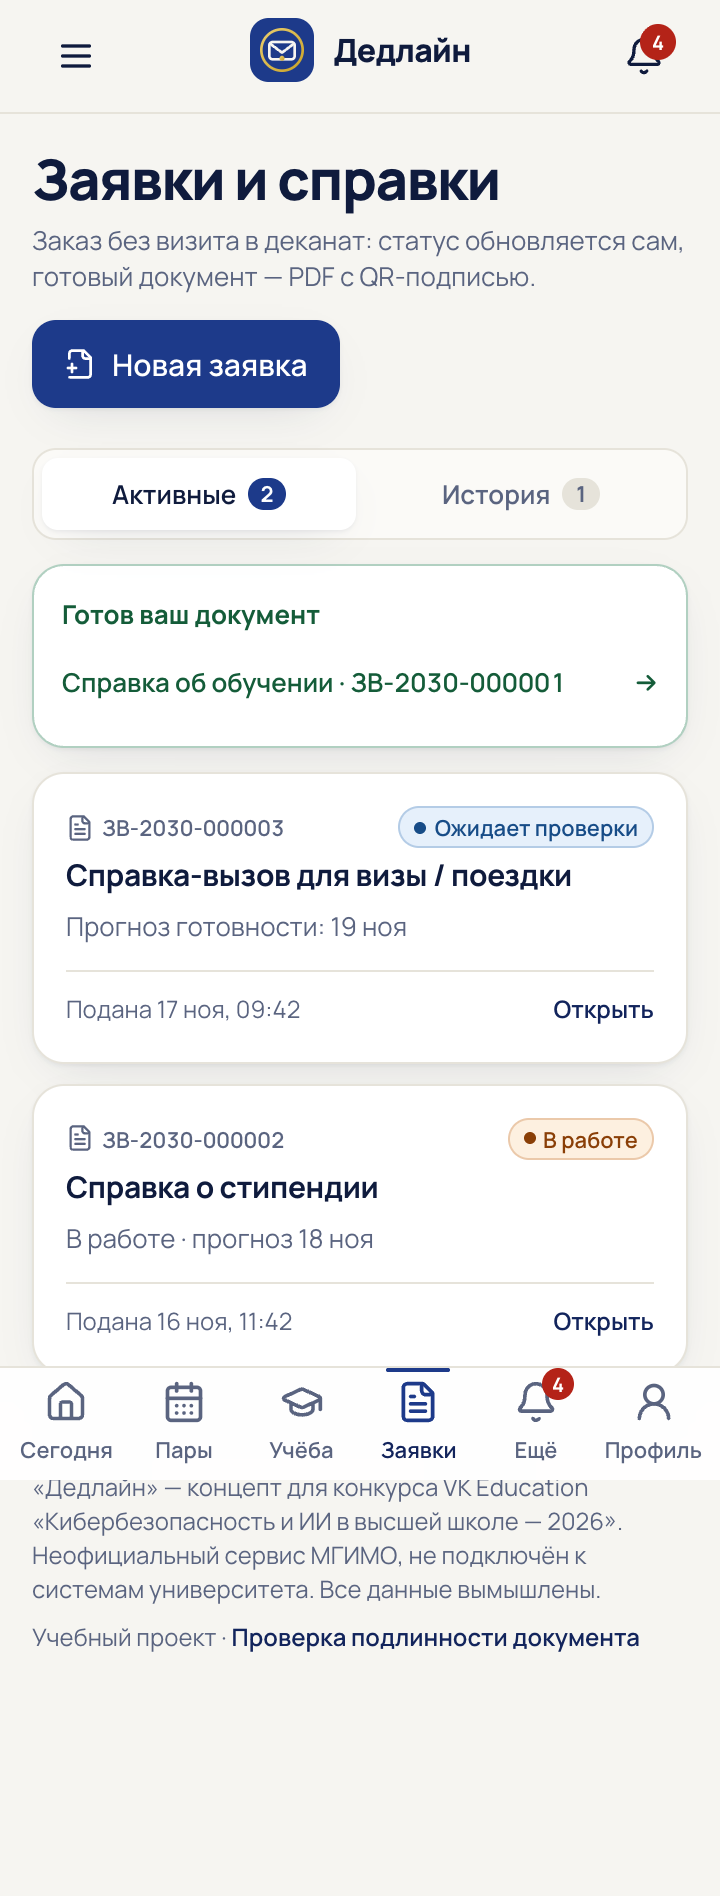 Дедлайн
4
Заявки и справки
Заказ без визита в деканат: статус обновляется сам,
готовый документ — PDF с QR-подписью.
Новая заявка
Активные 2
История 1
Готов ваш документ
Справка об обучении · ЗВ-2030-000001 →
ЗВ-2030-000003
Ожидает проверки
Справка-вызов для визы / поездки
Прогноз готовности: 19 ноя
Подана 17 ноя, 09:42
Открыть
ЗВ-2030-000002
В работе
Справка о стипендии
В работе · прогноз 18 ноя
Подана 16 ноя, 11:42
Открыть
4
Сегодня
Пары
Учёба
Заявки
Ещё
Профиль
«Дедлайн» — концепт для конкурса VK Education
«Кибербезопасность и ИИ в высшей школе — 2026».
Неофициальный сервис МГИМО, не подключён к
системам университета. Все данные вымышлены.
Учебный проект · Проверка подлинности документа